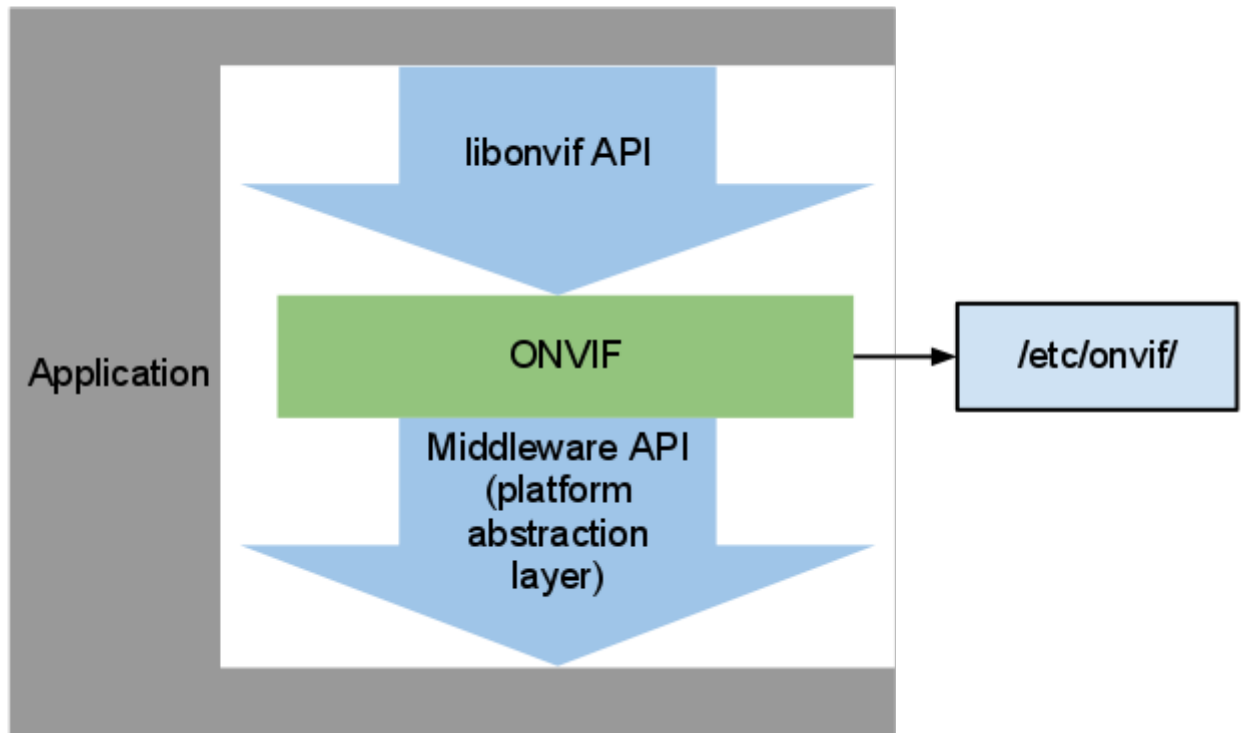 libonvif API
ONVIF
/etc/onvif/
Application
Middleware API
(platform
abstraction
layer)